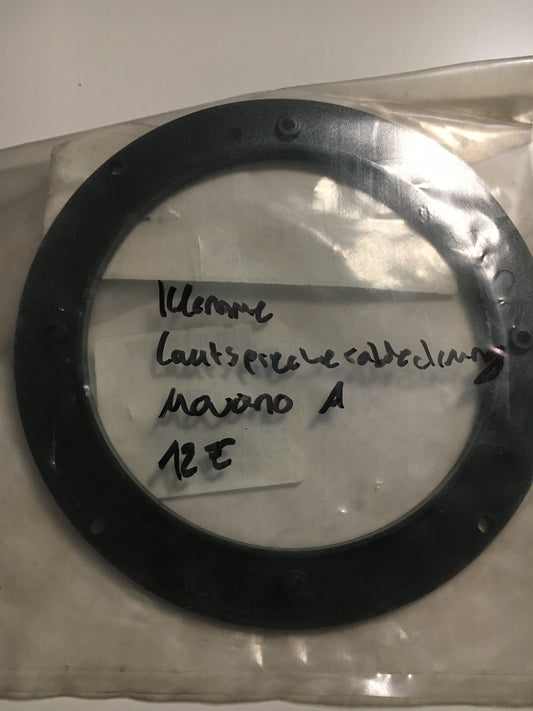 Klemme
Lautsprecherabdeckung
Movano A
12 €